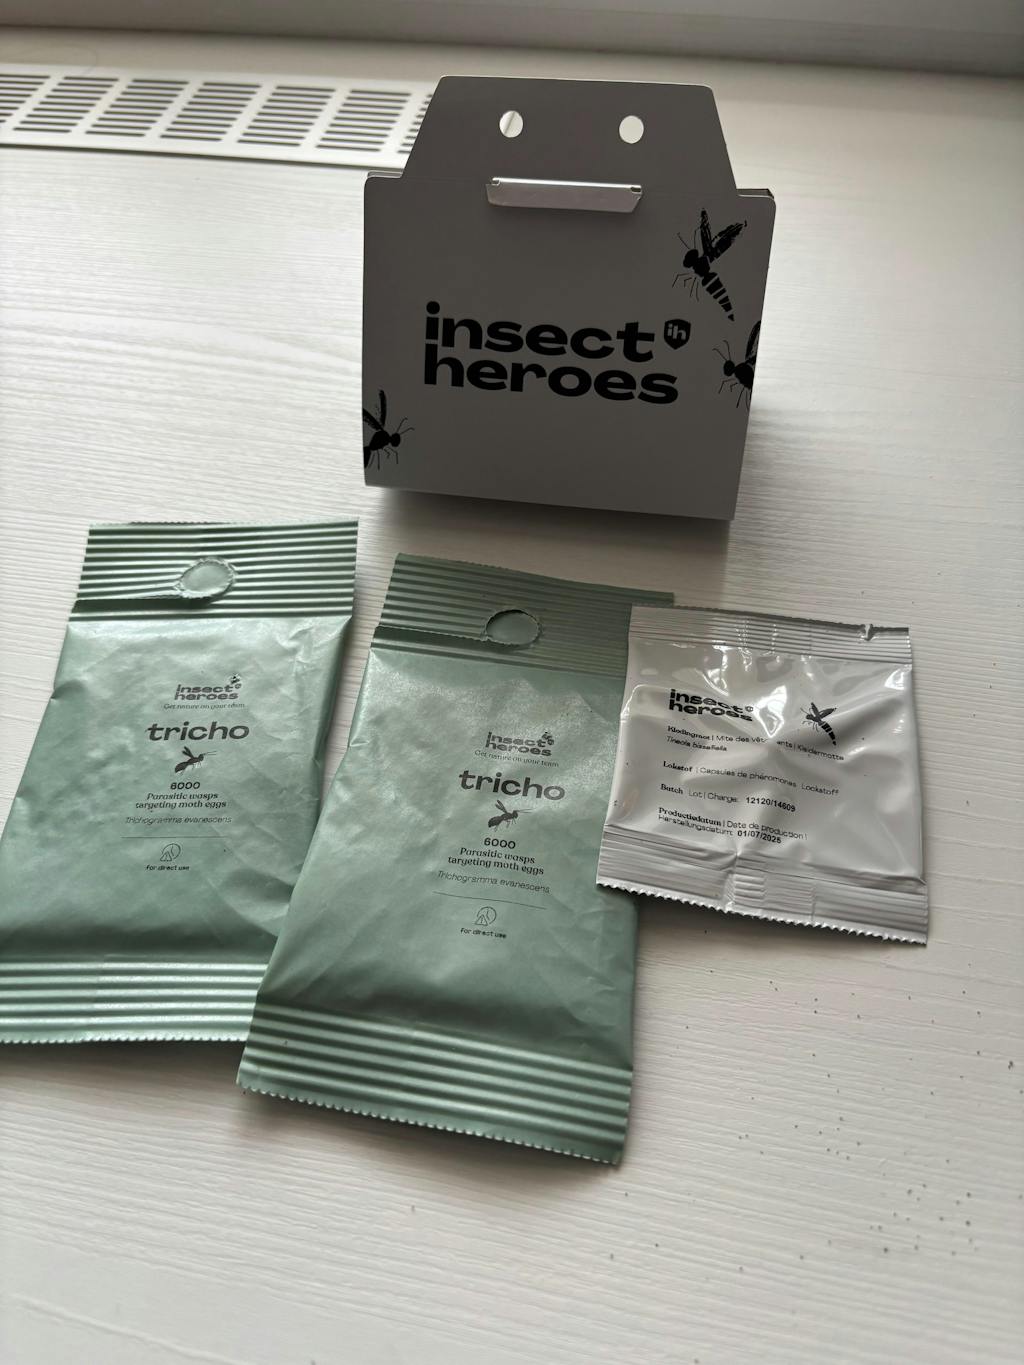 insect ih
heroes
insect
heroes
Get nature on your team
tricho
6000
Parasitic wasps
targeting moth eggs
Trichogramma evanescens
for direct use
insect
heroes
Get nature on your team
tricho
6000
Parasitic wasps
targeting moth eggs
Trichogramma evanescens
for direct use
insect
heroes
Kledingmot | Mite des | Kleidermotte
Tineola bisselliella
Lokstof | Capsules de phéromones Lockstoff
Batch Lot | Charge: 12120/14609
Productiedatum | Date de production |
Herstellungsdatum: 01/07/2025